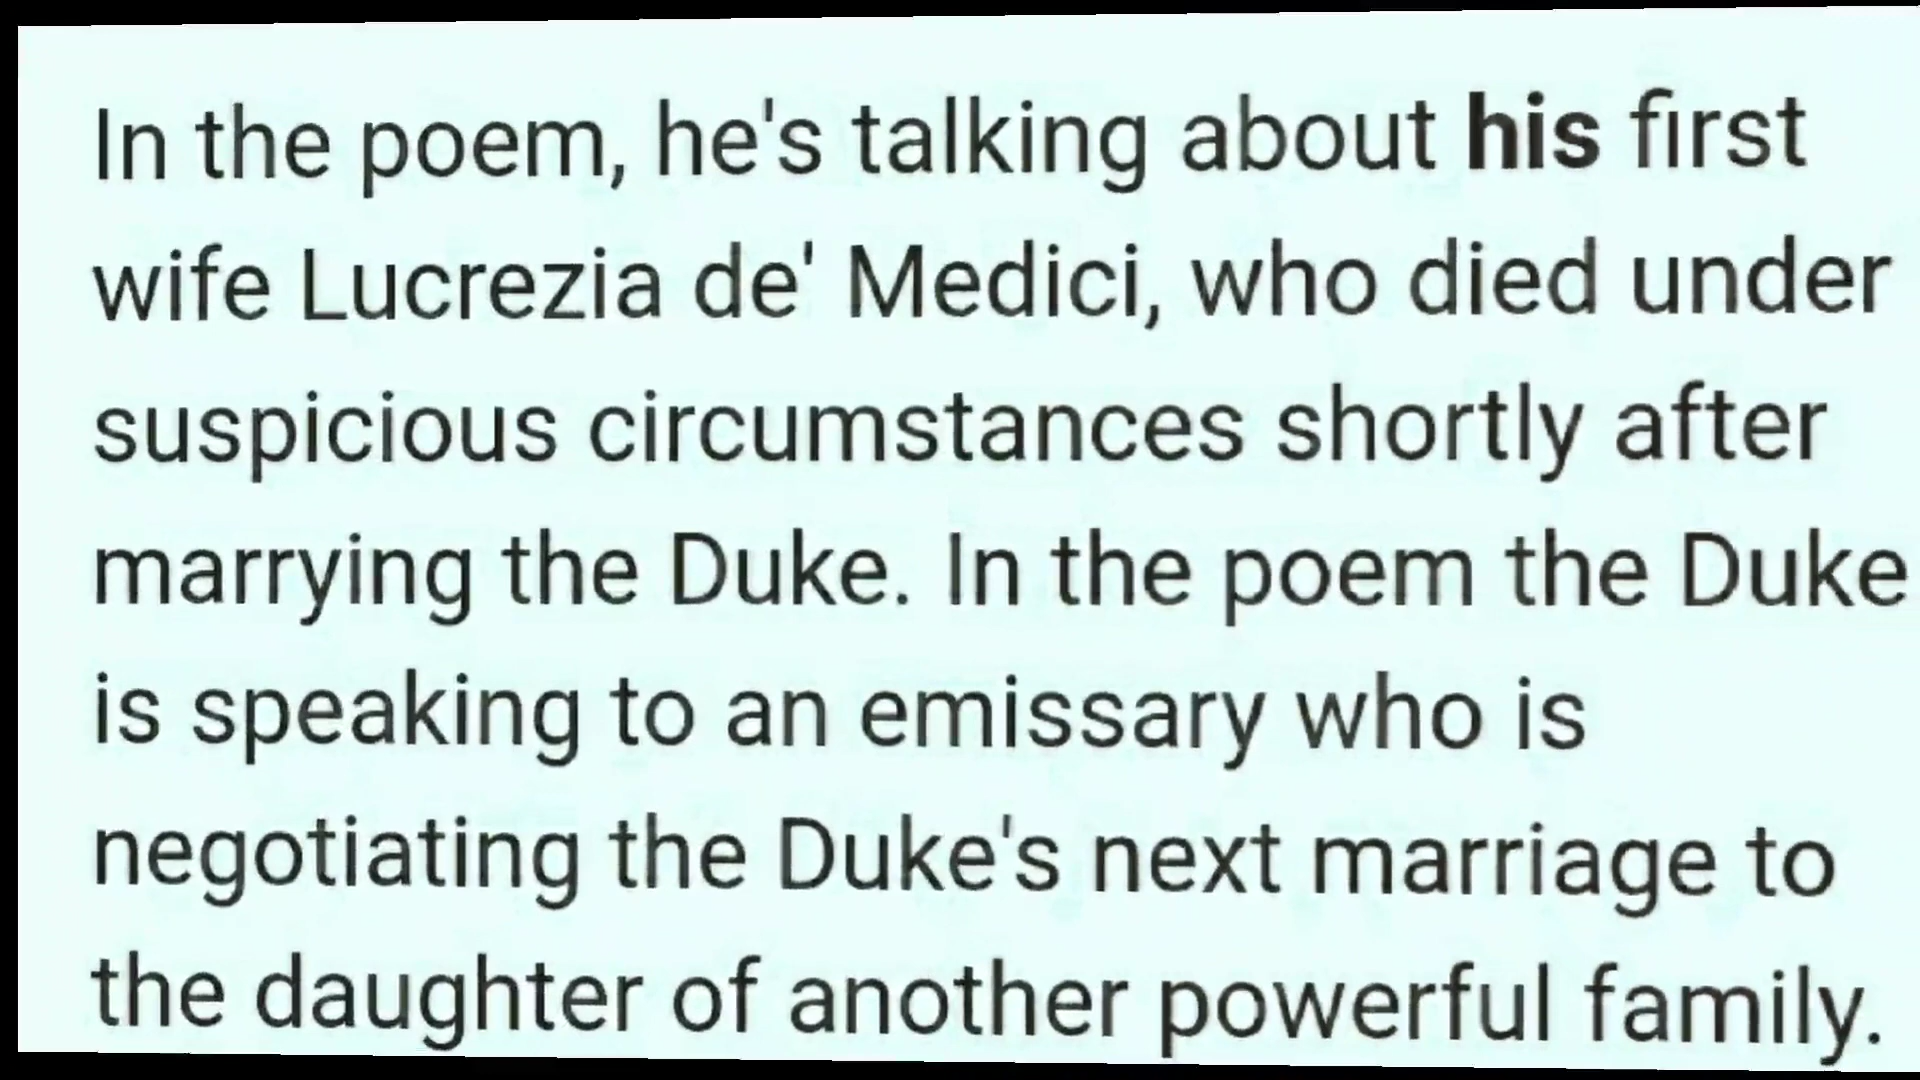 In the poem, he's talking about his first
wife Lucrezia de' Medici, who died under
suspicious circumstances shortly after
marrying the Duke. In the poem the Duke
is speaking to an emissary who is
negotiating the Duke's next marriage to
the daughter of another powerful family.